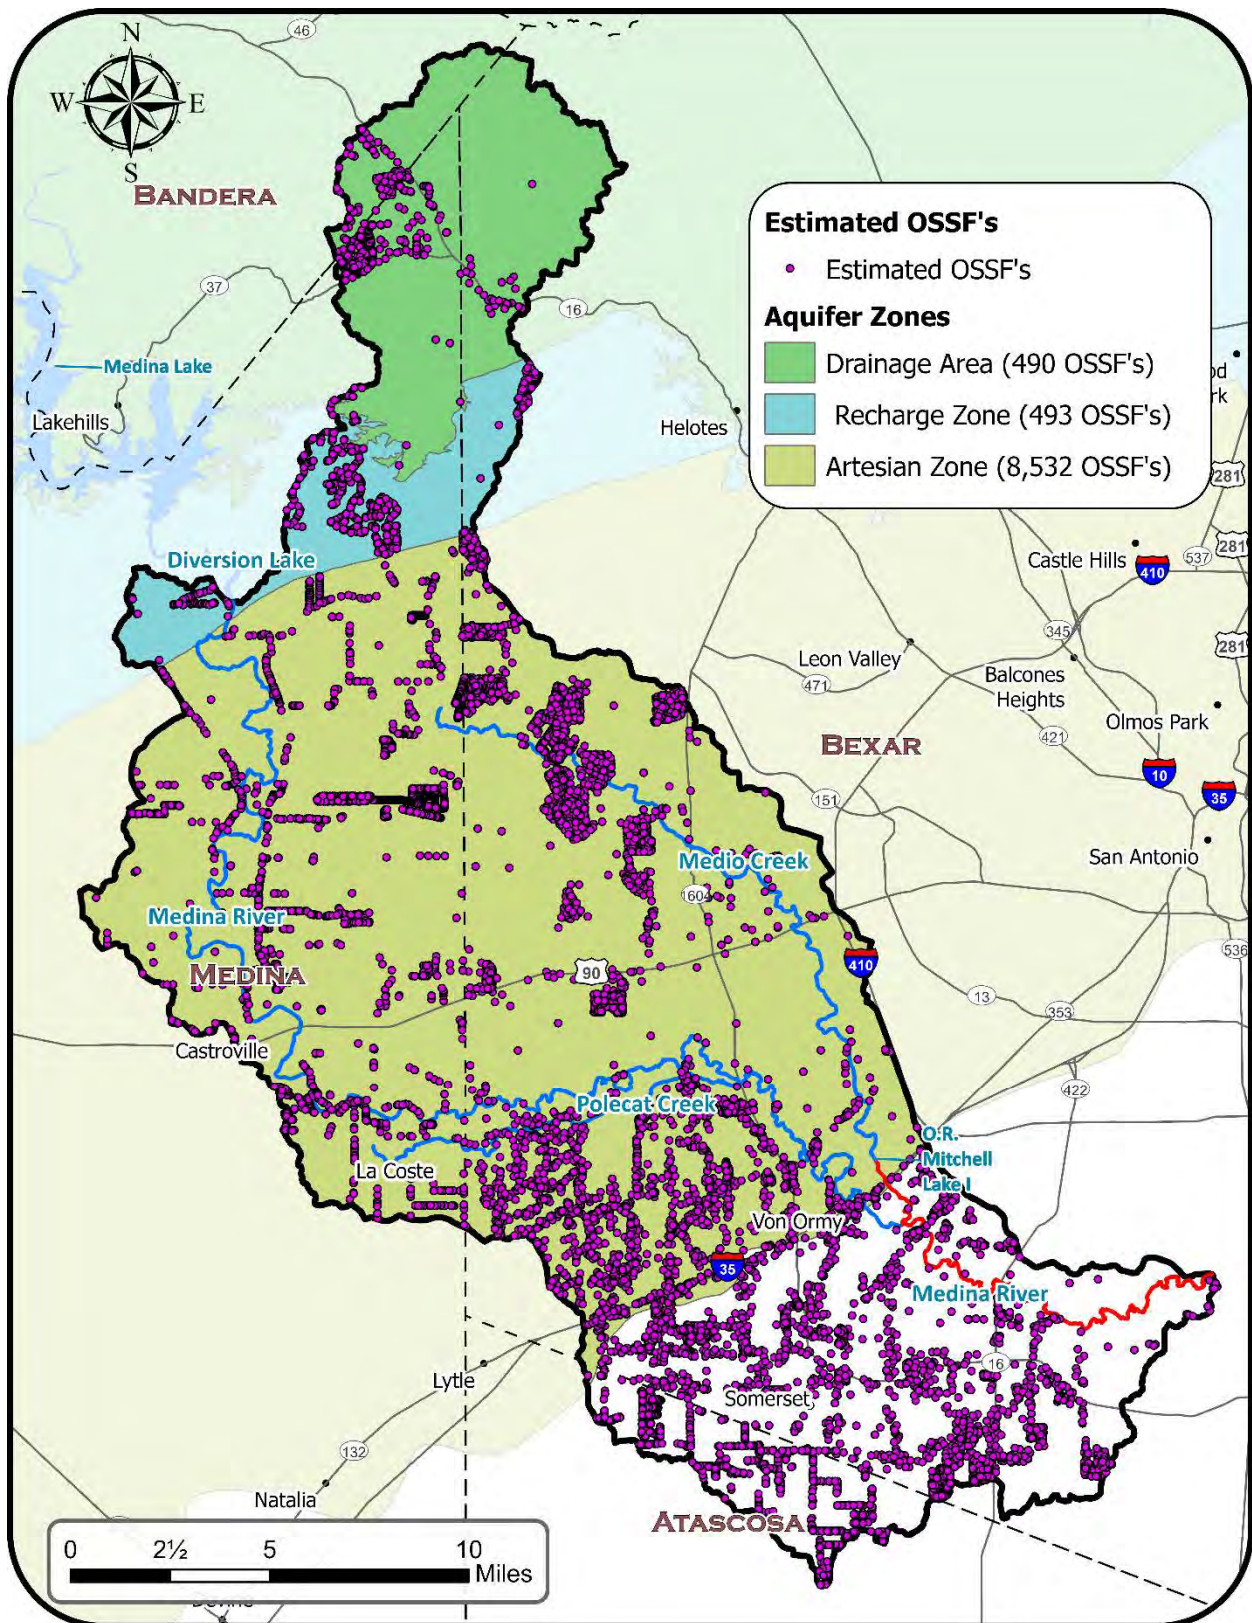 46
N
W
E
S
BANDERA
Estimated OSSF's
Estimated OSSF's
Aquifer Zones
Drainage Area (490 OSSF's)
Recharge Zone (493 OSSF's)
Artesian Zone (8,532 OSSF's)
37
16
Medina Lake
Lakehills
Helotes
rk
281
Diversion Lake
Castle Hills
537
281
410
345
281
Leon Valley
471
Balcones
Heights
Olmos Park
421
BEXAR
10
35
151
San Antonio
Medio Creek
1604
Medina River
536
MEDINA
90
410
13
353
Castroville
422
Polecat Creek
O.R.
Mitchell
Lake I
La Coste
Von Ormy
35
Medina River
16
Lytle
Somerset
132
Natalia
ATASCOSA
0
2½
5
10
Miles